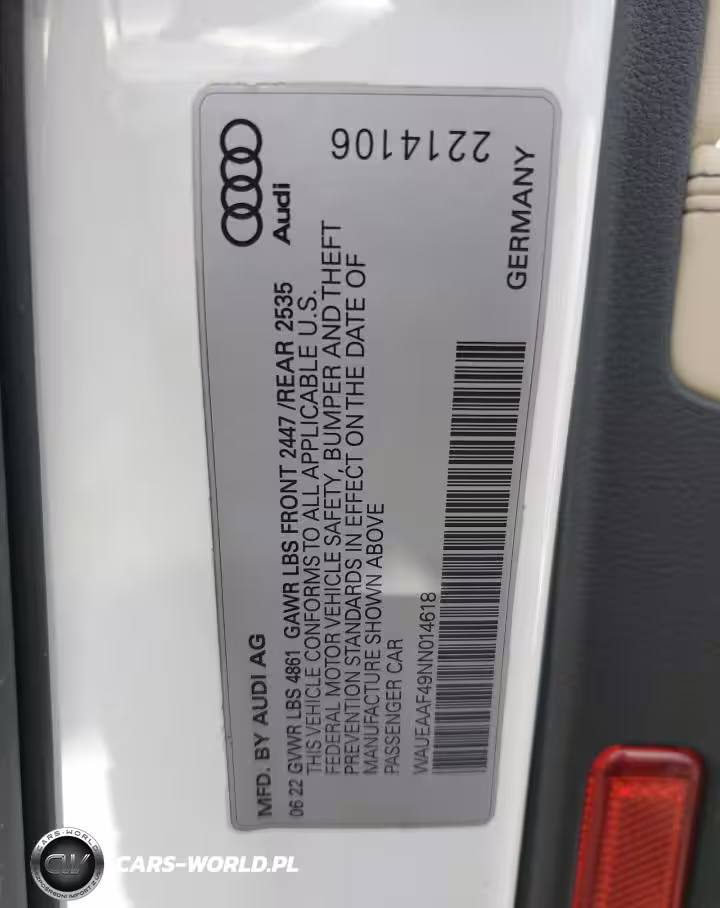 Audi
2214106
GERMANY
MFD. BY AUDI AG
06 22 GVWR LBS 4861 GAWR LBS FRONT 2447 /REAR 2535
THIS VEHICLE CONFORMS TO ALL APPLICABLE U.S.
FEDERAL MOTOR VEHICLE SAFETY, BUMPER AND THEFT
PREVENTION STANDARDS IN EFFECT ON THE DATE OF
MANUFACTURE SHOWN ABOVE
PASSENGER CAR
WAUEAAF49NN014618
CARS-WORLD
CW
CARS-WORLD.PL